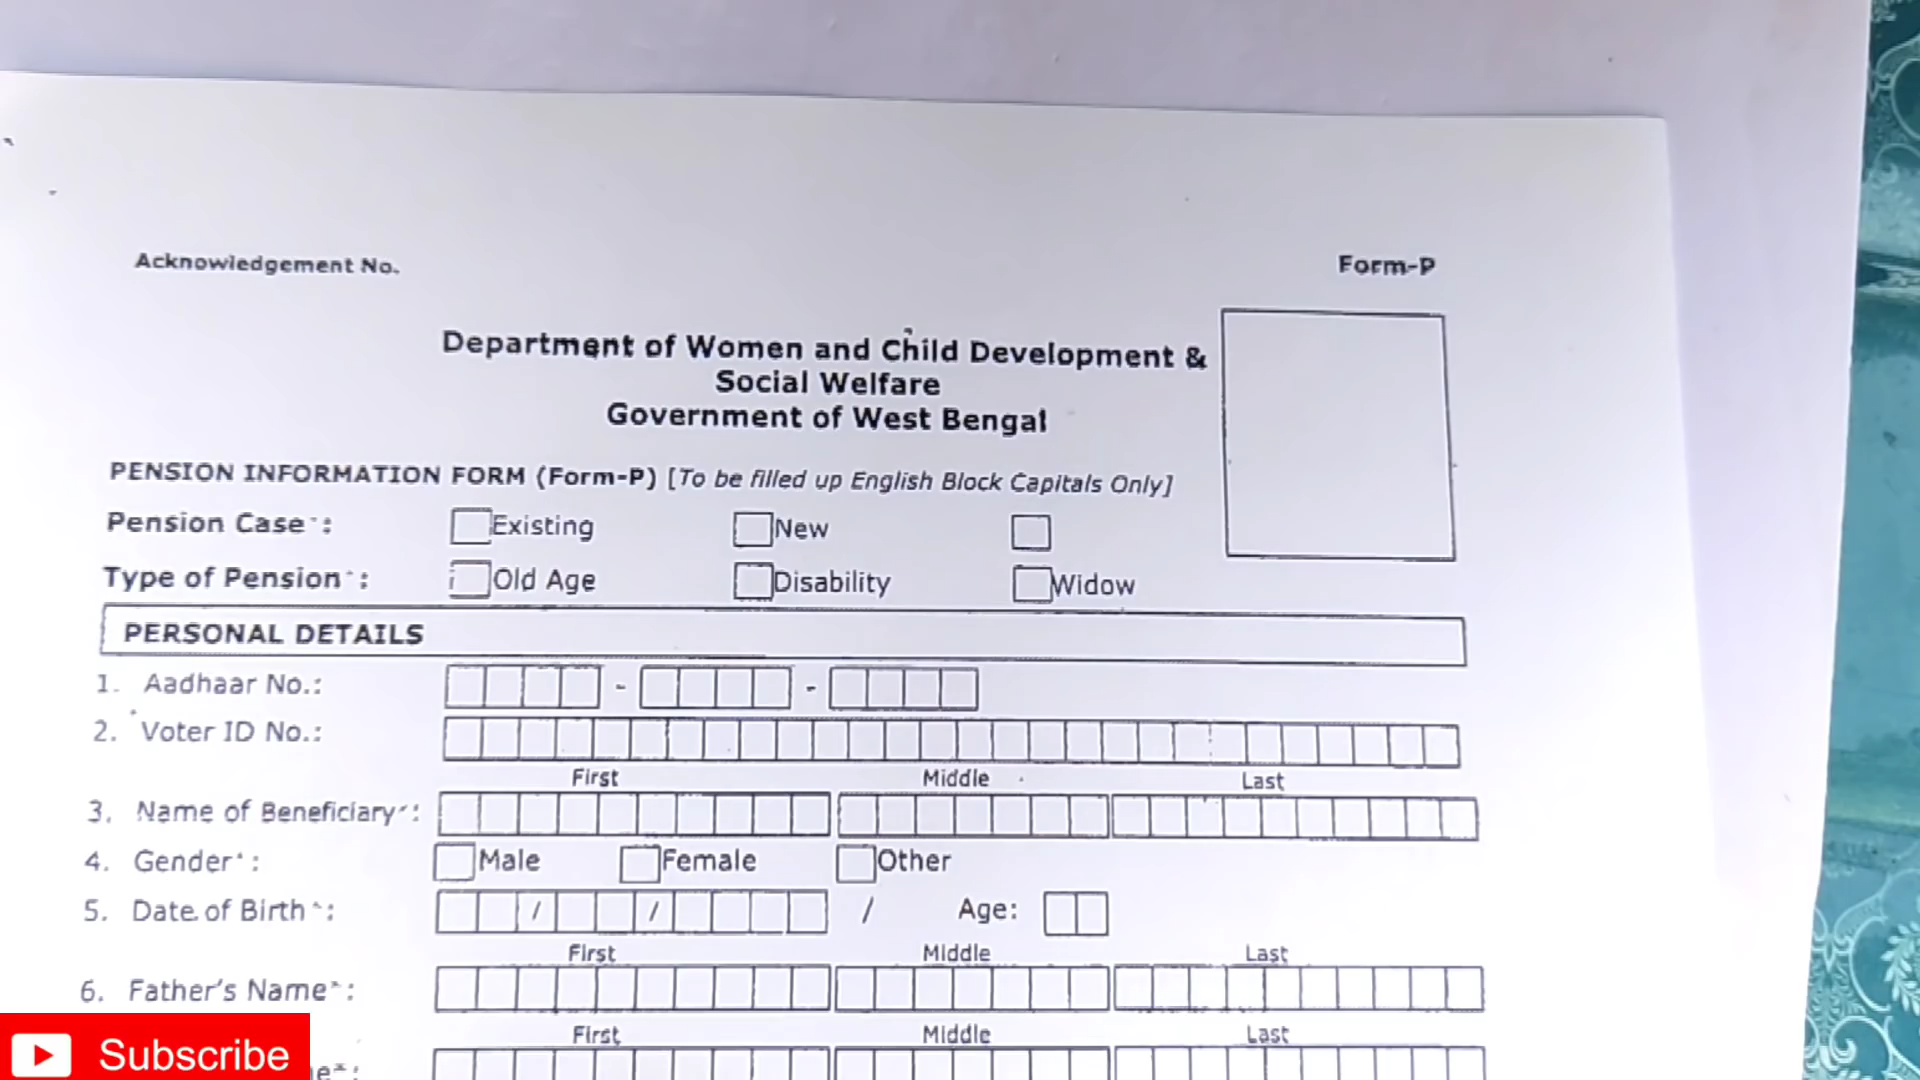 Acknowledgement No.
Form-P
Department of Women and Child Development &
Social Welfare
Government of West Bengal
PENSION INFORMATION FORM (Form-P) [To be filled up English Block Capitals Only]
Pension Case*: Existing New
Type of Pension*: Old Age Disability Widow
PERSONAL DETAILS
1. Aadhaar No.: - -
2. Voter ID No.:
First Middle Last
3. Name of Beneficiary*:
4. Gender*: Male Female Other
5. Date of Birth*: / / / Age:
First Middle Last
6. Father's Name*:
First Middle Last
Subscribe